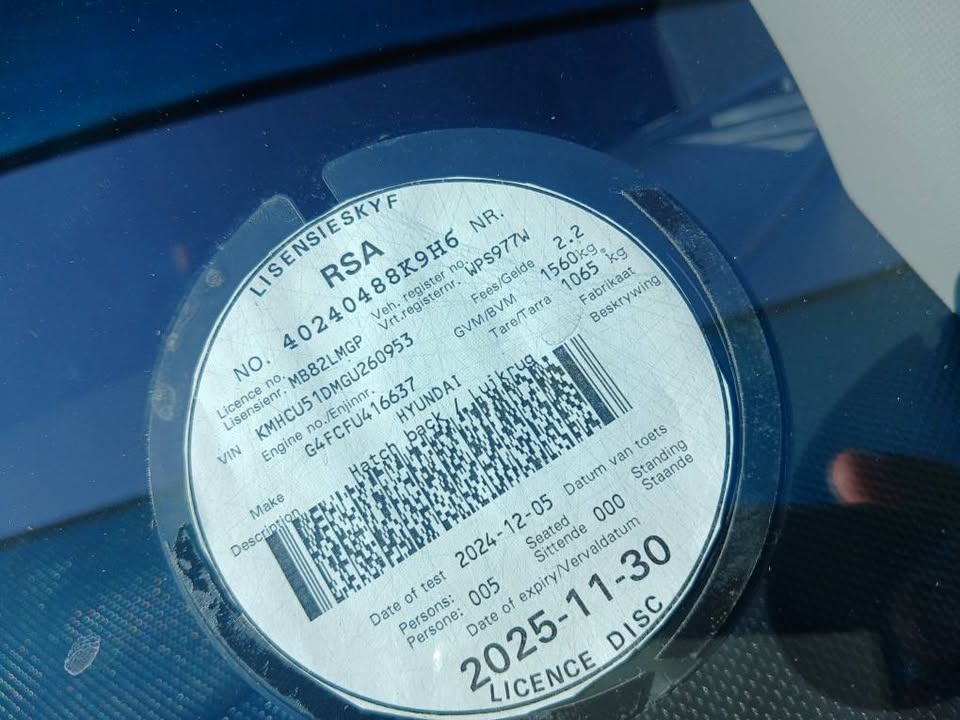 LISENSIESKYF
RSA
NO. 40240488K9H6 NR.
Licence no. MB82LMGP Veh. register no. WPS977W
Lisensienr. Vrt.registernr.
Fees/Gelde 2.2
VIN KMHCU51DMGU260953 GVM/BVM 1560kg
Engine no./Enjinnr. Tare/Tarra 1065 kg
G4FCFU416637
Make HYUNDAI Fabrikaat
Description Hatch back / Luikrug Beskrywing
Date of test 2024-12-05 Datum van toets
Persons: 005 Seated 000 Standing
Persone: Sittende Staande
Date of expiry/Vervaldatum
2025-11-30
LICENCE DISC